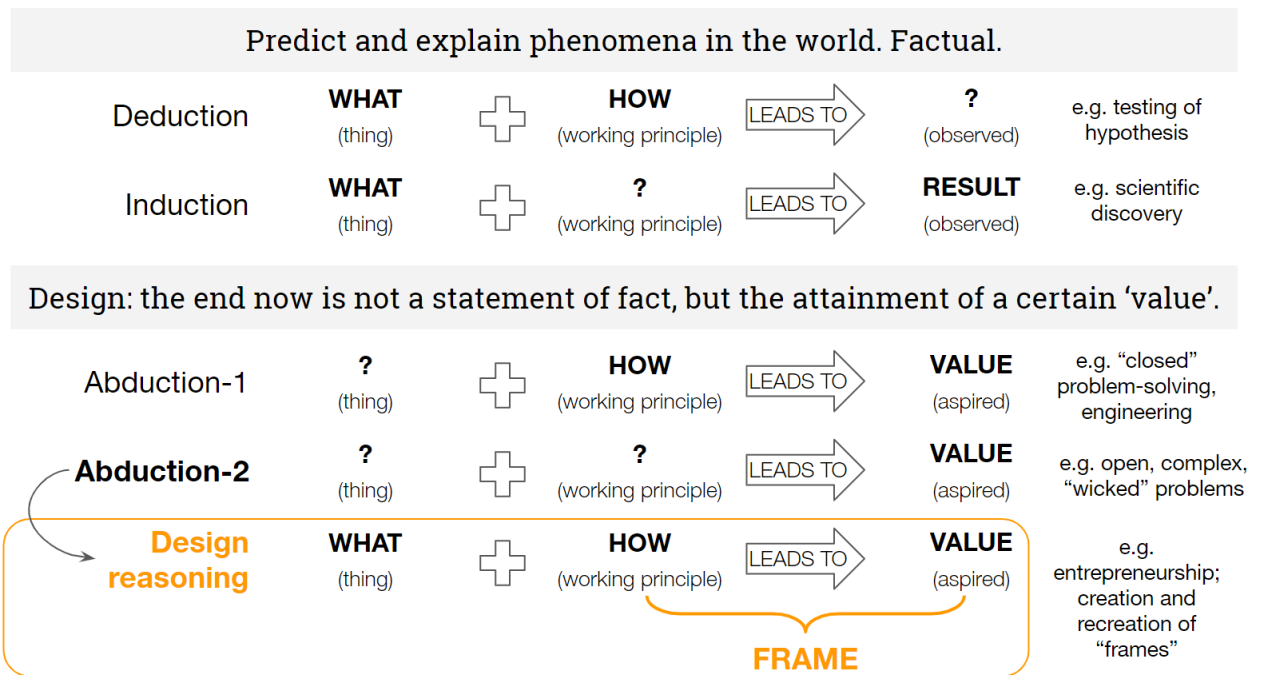 Predict and explain phenomena in the world. Factual.
Deduction
WHAT
(thing)
HOW
(working principle)
LEADS TO
?
(observed)
e.g. testing of
hypothesis
Induction
WHAT
(thing)
?
(working principle)
LEADS TO
RESULT
(observed)
e.g. scientific
discovery
Design: the end now is not a statement of fact, but the attainment of a certain ‘value’.
Abduction-1
?
(thing)
HOW
(working principle)
LEADS TO
VALUE
(aspired)
e.g. “closed”
problem-solving,
engineering
Abduction-2
?
(thing)
?
(working principle)
LEADS TO
VALUE
(aspired)
e.g. open, complex,
“wicked” problems
Design
reasoning
WHAT
(thing)
HOW
(working principle)
LEADS TO
VALUE
(aspired)
e.g.
entrepreneurship;
creation and
recreation of
“frames”
FRAME